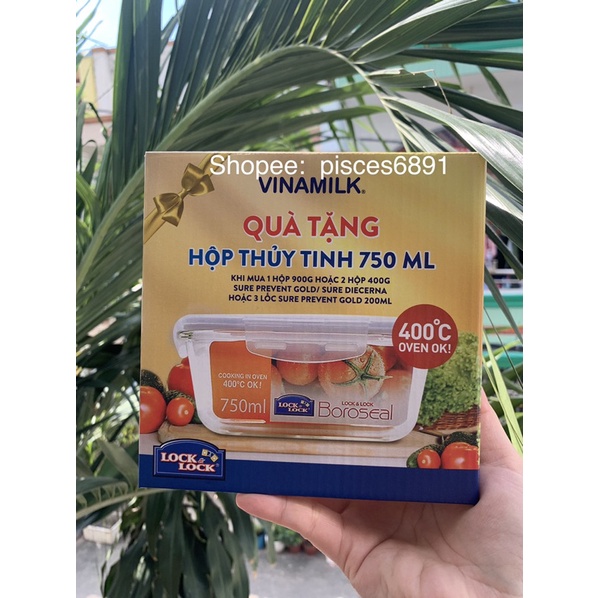 Shopee: pisces6891
VINAMILK®
QUÀ TẶNG
HỘP THỦY TINH 750 ML
KHI MUA 1 HỘP 900G HOẶC 2 HỘP 400G
SURE PREVENT GOLD/ SURE DIECERNA
HOẶC 3 LỐC SURE PREVENT GOLD 200ML
400°C
OVEN OK!
COOKING IN OVEN
400°C OK!
750ml
LOCK & LOCK
LOCK & LOCK
Boroseal
LOCK & LOCK